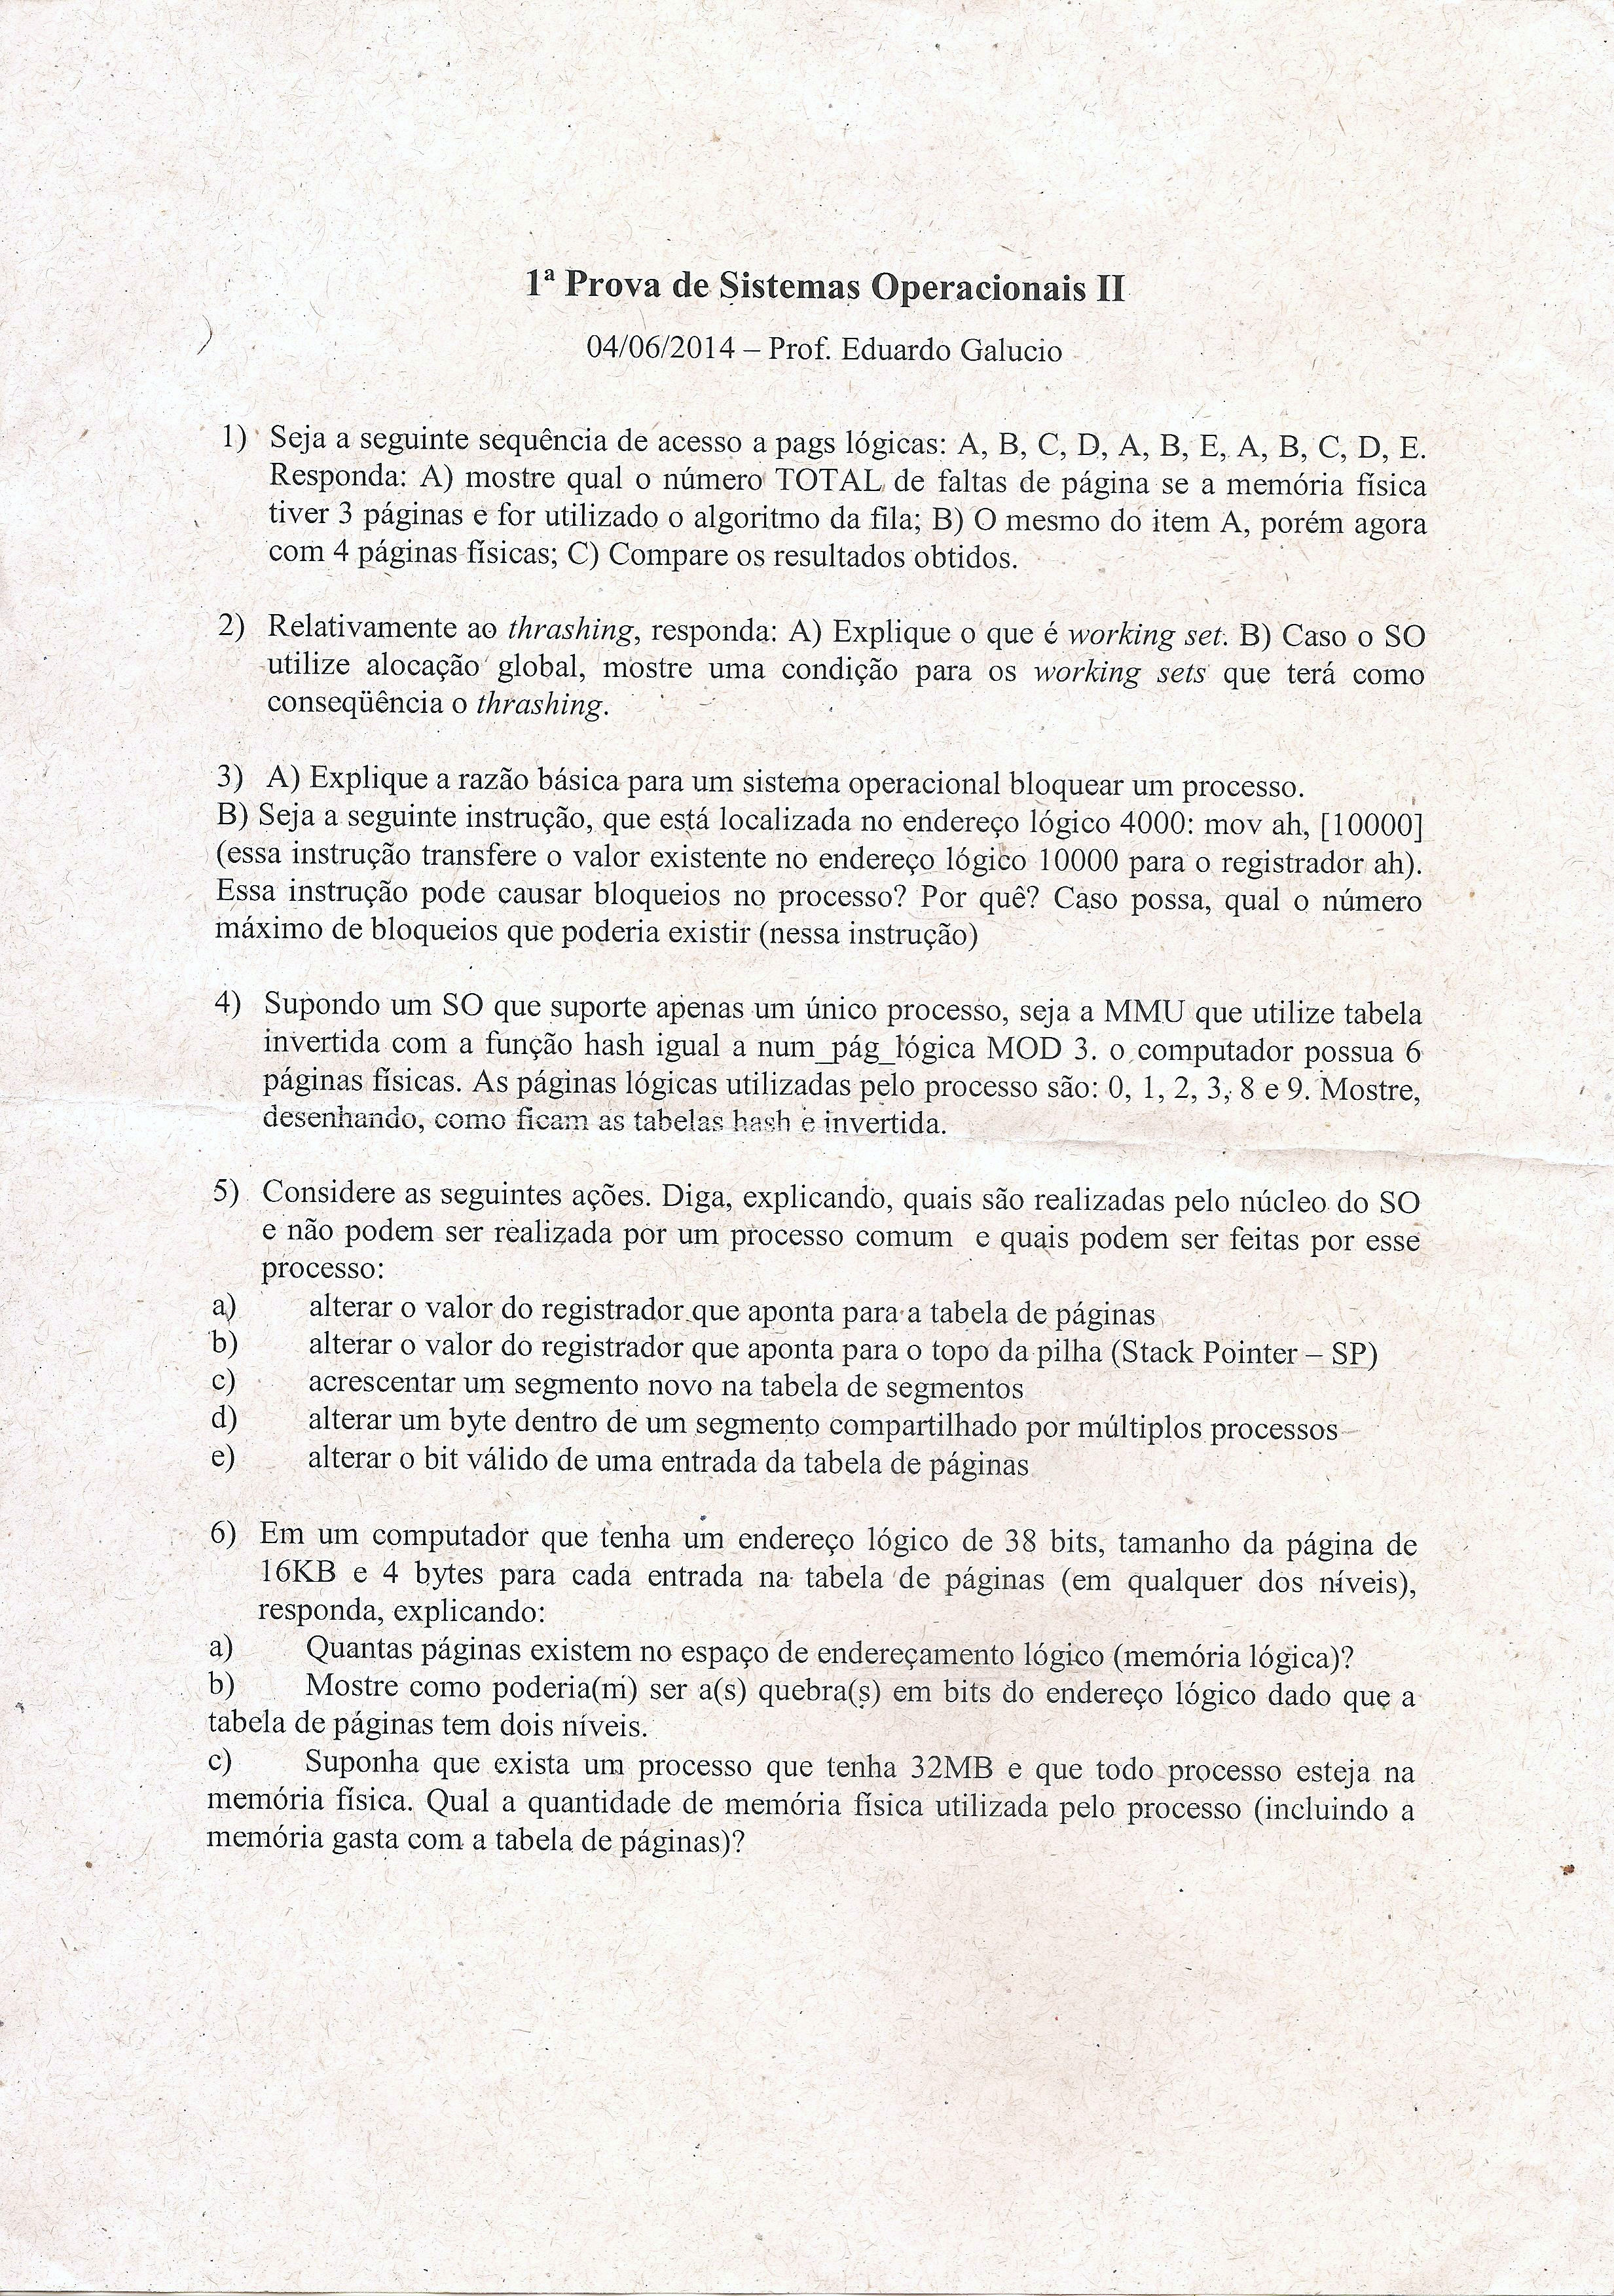 1ª Prova de Sistemas Operacionais II
04/06/2014 – Prof. Eduardo Galucio
1) Seja a seguinte sequência de acesso a pags lógicas: A, B, C, D, A, B, E, A, B, C, D, E.
Responda: A) mostre qual o número TOTAL de faltas de página se a memória física
tiver 3 páginas e for utilizado o algoritmo da fila; B) O mesmo do item A, porém agora
com 4 páginas físicas; C) Compare os resultados obtidos.
2) Relativamente ao thrashing, responda: A) Explique o que é working set. B) Caso o SO
utilize alocação global, mostre uma condição para os working sets que terá como
conseqüência o thrashing.
3) A) Explique a razão básica para um sistema operacional bloquear um processo.
B) Seja a seguinte instrução, que está localizada no endereço lógico 4000: mov ah, [10000]
(essa instrução transfere o valor existente no endereço lógico 10000 para o registrador ah).
Essa instrução pode causar bloqueios no processo? Por quê? Caso possa, qual o número
máximo de bloqueios que poderia existir (nessa instrução)
4) Supondo um SO que suporte apenas um único processo, seja a MMU que utilize tabela
invertida com a função hash igual a num_pág_lógica MOD 3. o computador possua 6
páginas físicas. As páginas lógicas utilizadas pelo processo são: 0, 1, 2, 3, 8 e 9. Mostre,
desenhando, como ficam as tabelas hash e invertida.
5) Considere as seguintes ações. Diga, explicando, quais são realizadas pelo núcleo do SO
e não podem ser realizada por um processo comum e quais podem ser feitas por esse
processo:
a) alterar o valor do registrador que aponta para a tabela de páginas
b) alterar o valor do registrador que aponta para o topo da pilha (Stack Pointer – SP)
c) acrescentar um segmento novo na tabela de segmentos
d) alterar um byte dentro de um segmento compartilhado por múltiplos processos
e) alterar o bit válido de uma entrada da tabela de páginas
6) Em um computador que tenha um endereço lógico de 38 bits, tamanho da página de
16KB e 4 bytes para cada entrada na tabela de páginas (em qualquer dos níveis),
responda, explicando:
a) Quantas páginas existem no espaço de endereçamento lógico (memória lógica)?
b) Mostre como poderia(m) ser a(s) quebra(s) em bits do endereço lógico dado que a
tabela de páginas tem dois níveis.
c) Suponha que exista um processo que tenha 32MB e que todo processo esteja na
memória física. Qual a quantidade de memória física utilizada pelo processo (incluindo a
memória gasta com a tabela de páginas)?